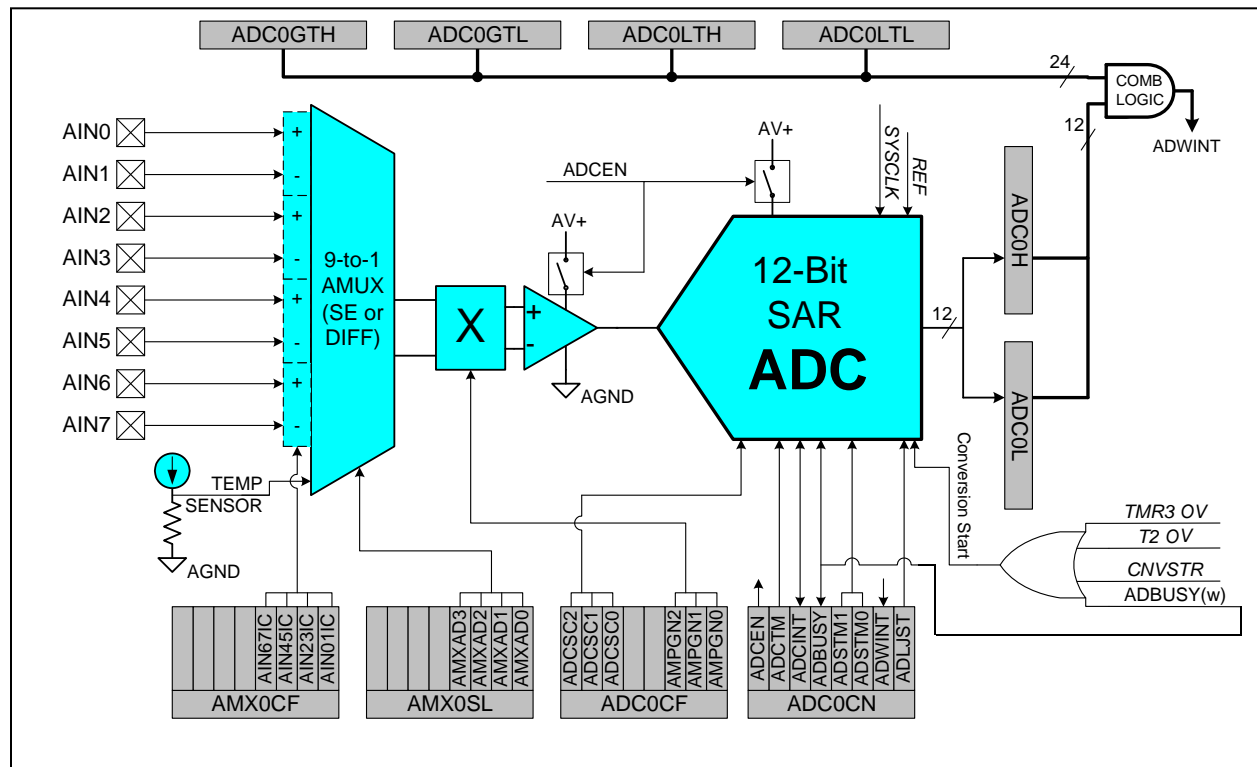 ADC0GTH
ADC0GTL
ADC0LTH
ADC0LTL
24
COMB
LOGIC
12
ADWINT
AIN0
AIN1
AIN2
AIN3
AIN4
AIN5
AIN6
AIN7
+
-
+
-
+
-
+
-
9-to-1
AMUX
(SE or
DIFF)
X
+
-
AV+
AGND
ADCEN
AV+
SYSCLK
REF
12-Bit
SAR
ADC
12
ADC0H
ADC0L
TEMP
SENSOR
AGND
Conversion Start
TMR3 OV
T2 OV
CNVSTR
ADBUSY(w)
AIN67IC
AIN45IC
AIN23IC
AIN01IC
AMX0CF
AMXAD3
AMXAD2
AMXAD1
AMXAD0
AMX0SL
ADCSC2
ADCSC1
ADCSC0
AMPGN2
AMPGN1
AMPGN0
ADC0CF
ADCEN
ADCTM
ADCINT
ADBUSY
ADSTM1
ADSTM0
ADWINT
ADLJST
ADC0CN